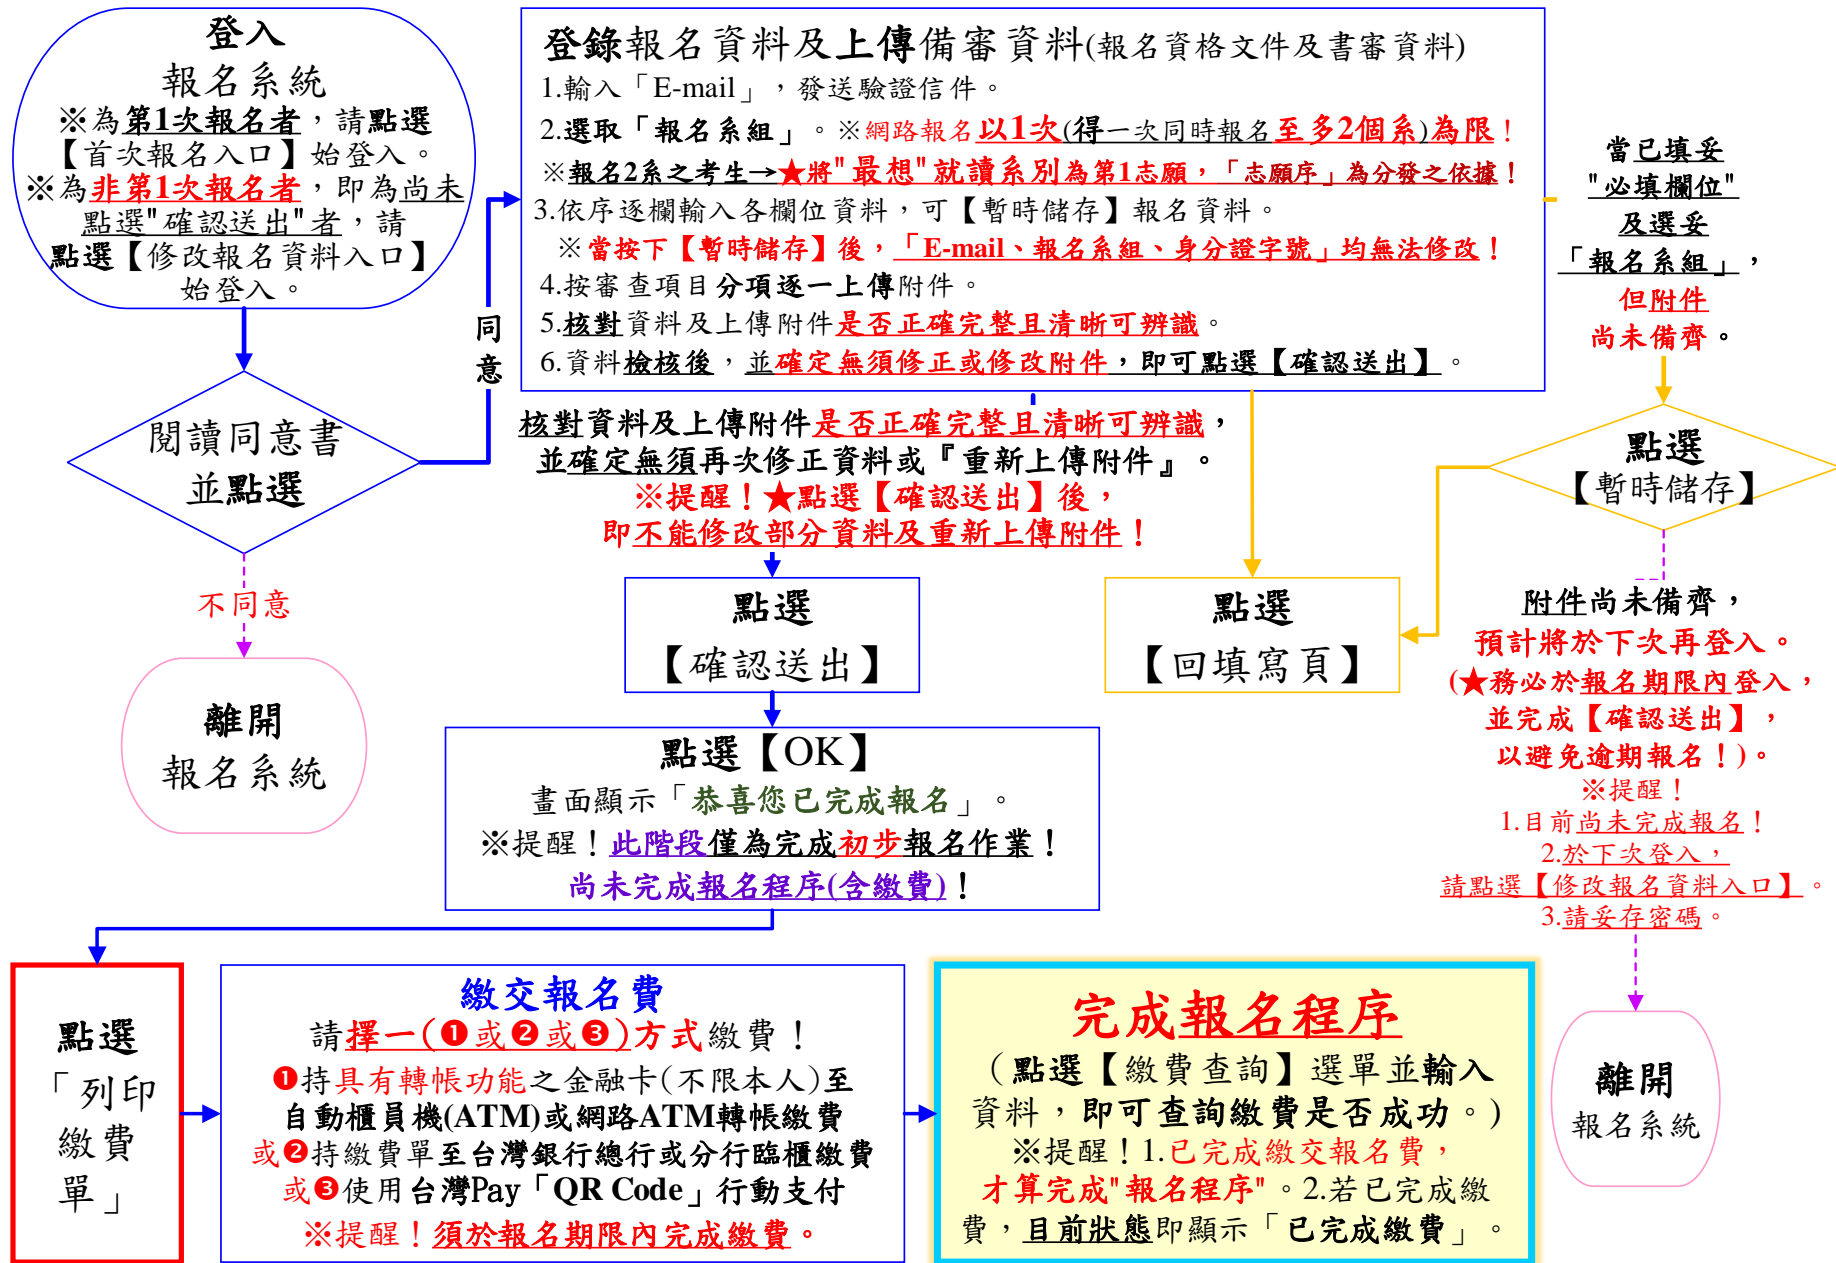 登入
報名系統
※為第1次報名者，請點選
【首次報名入口】始登入。
※為非第1次報名者，即為尚未
點選"確認送出"者，請
點選【修改報名資料入口】
始登入。
閱讀同意書
並點選
同意
不同意
離開
報名系統
登錄報名資料及上傳備審資料(報名資格文件及書審資料)
1.輸入「E-mail」，發送驗證信件。
2.選取「報名系組」。※網路報名以1次(得一次同時報名至多2個系)為限！
※報名2系之考生→★將"最想"就讀系別為第1志願，「志願序」為分發之依據！
3.依序逐欄輸入各欄位資料，可【暫時儲存】報名資料。
※當按下【暫時儲存】後，「E-mail、報名系組、身分證字號」均無法修改！
4.按審查項目分項逐一上傳附件。
5.核對資料及上傳附件是否正確完整且清晰可辨識。
6.資料檢核後，並確定無須修正或修改附件，即可點選【確認送出】。
核對資料及上傳附件是否正確完整且清晰可辨識，
並確定無須再次修正資料或『重新上傳附件』。
※提醒！★點選【確認送出】後，
即不能修改部分資料及重新上傳附件！
點選
【確認送出】
點選
【回填寫頁】
當已填妥
"必填欄位"
及選妥
「報名系組」，
但附件
尚未備齊。
點選
【暫時儲存】
附件尚未備齊，
預計將於下次再登入。
(★務必於報名期限內登入，
並完成【確認送出】，
以避免逾期報名！)。
※提醒！
1.目前尚未完成報名！
2.於下次登入，
請點選【修改報名資料入口】。
3.請妥存密碼。
離開
報名系統
點選【OK】
畫面顯示「恭喜您已完成報名」。
※提醒！此階段僅為完成初步報名作業！
尚未完成報名程序(含繳費)！
點選
「列印
繳費
單」
繳交報名費
請擇一(❶或❷或❸)方式繳費！
❶持具有轉帳功能之金融卡(不限本人)至
自動櫃員機(ATM)或網路ATM轉帳繳費
或❷持繳費單至台灣銀行總行或分行臨櫃繳費
或❸使用台灣Pay「QR Code」行動支付
※提醒！須於報名期限內完成繳費。
完成報名程序
（點選【繳費查詢】選單並輸入
資料，即可查詢繳費是否成功。)
※提醒！1.已完成繳交報名費，
才算完成"報名程序"。2.若已完成繳
費，目前狀態即顯示「已完成繳費」。